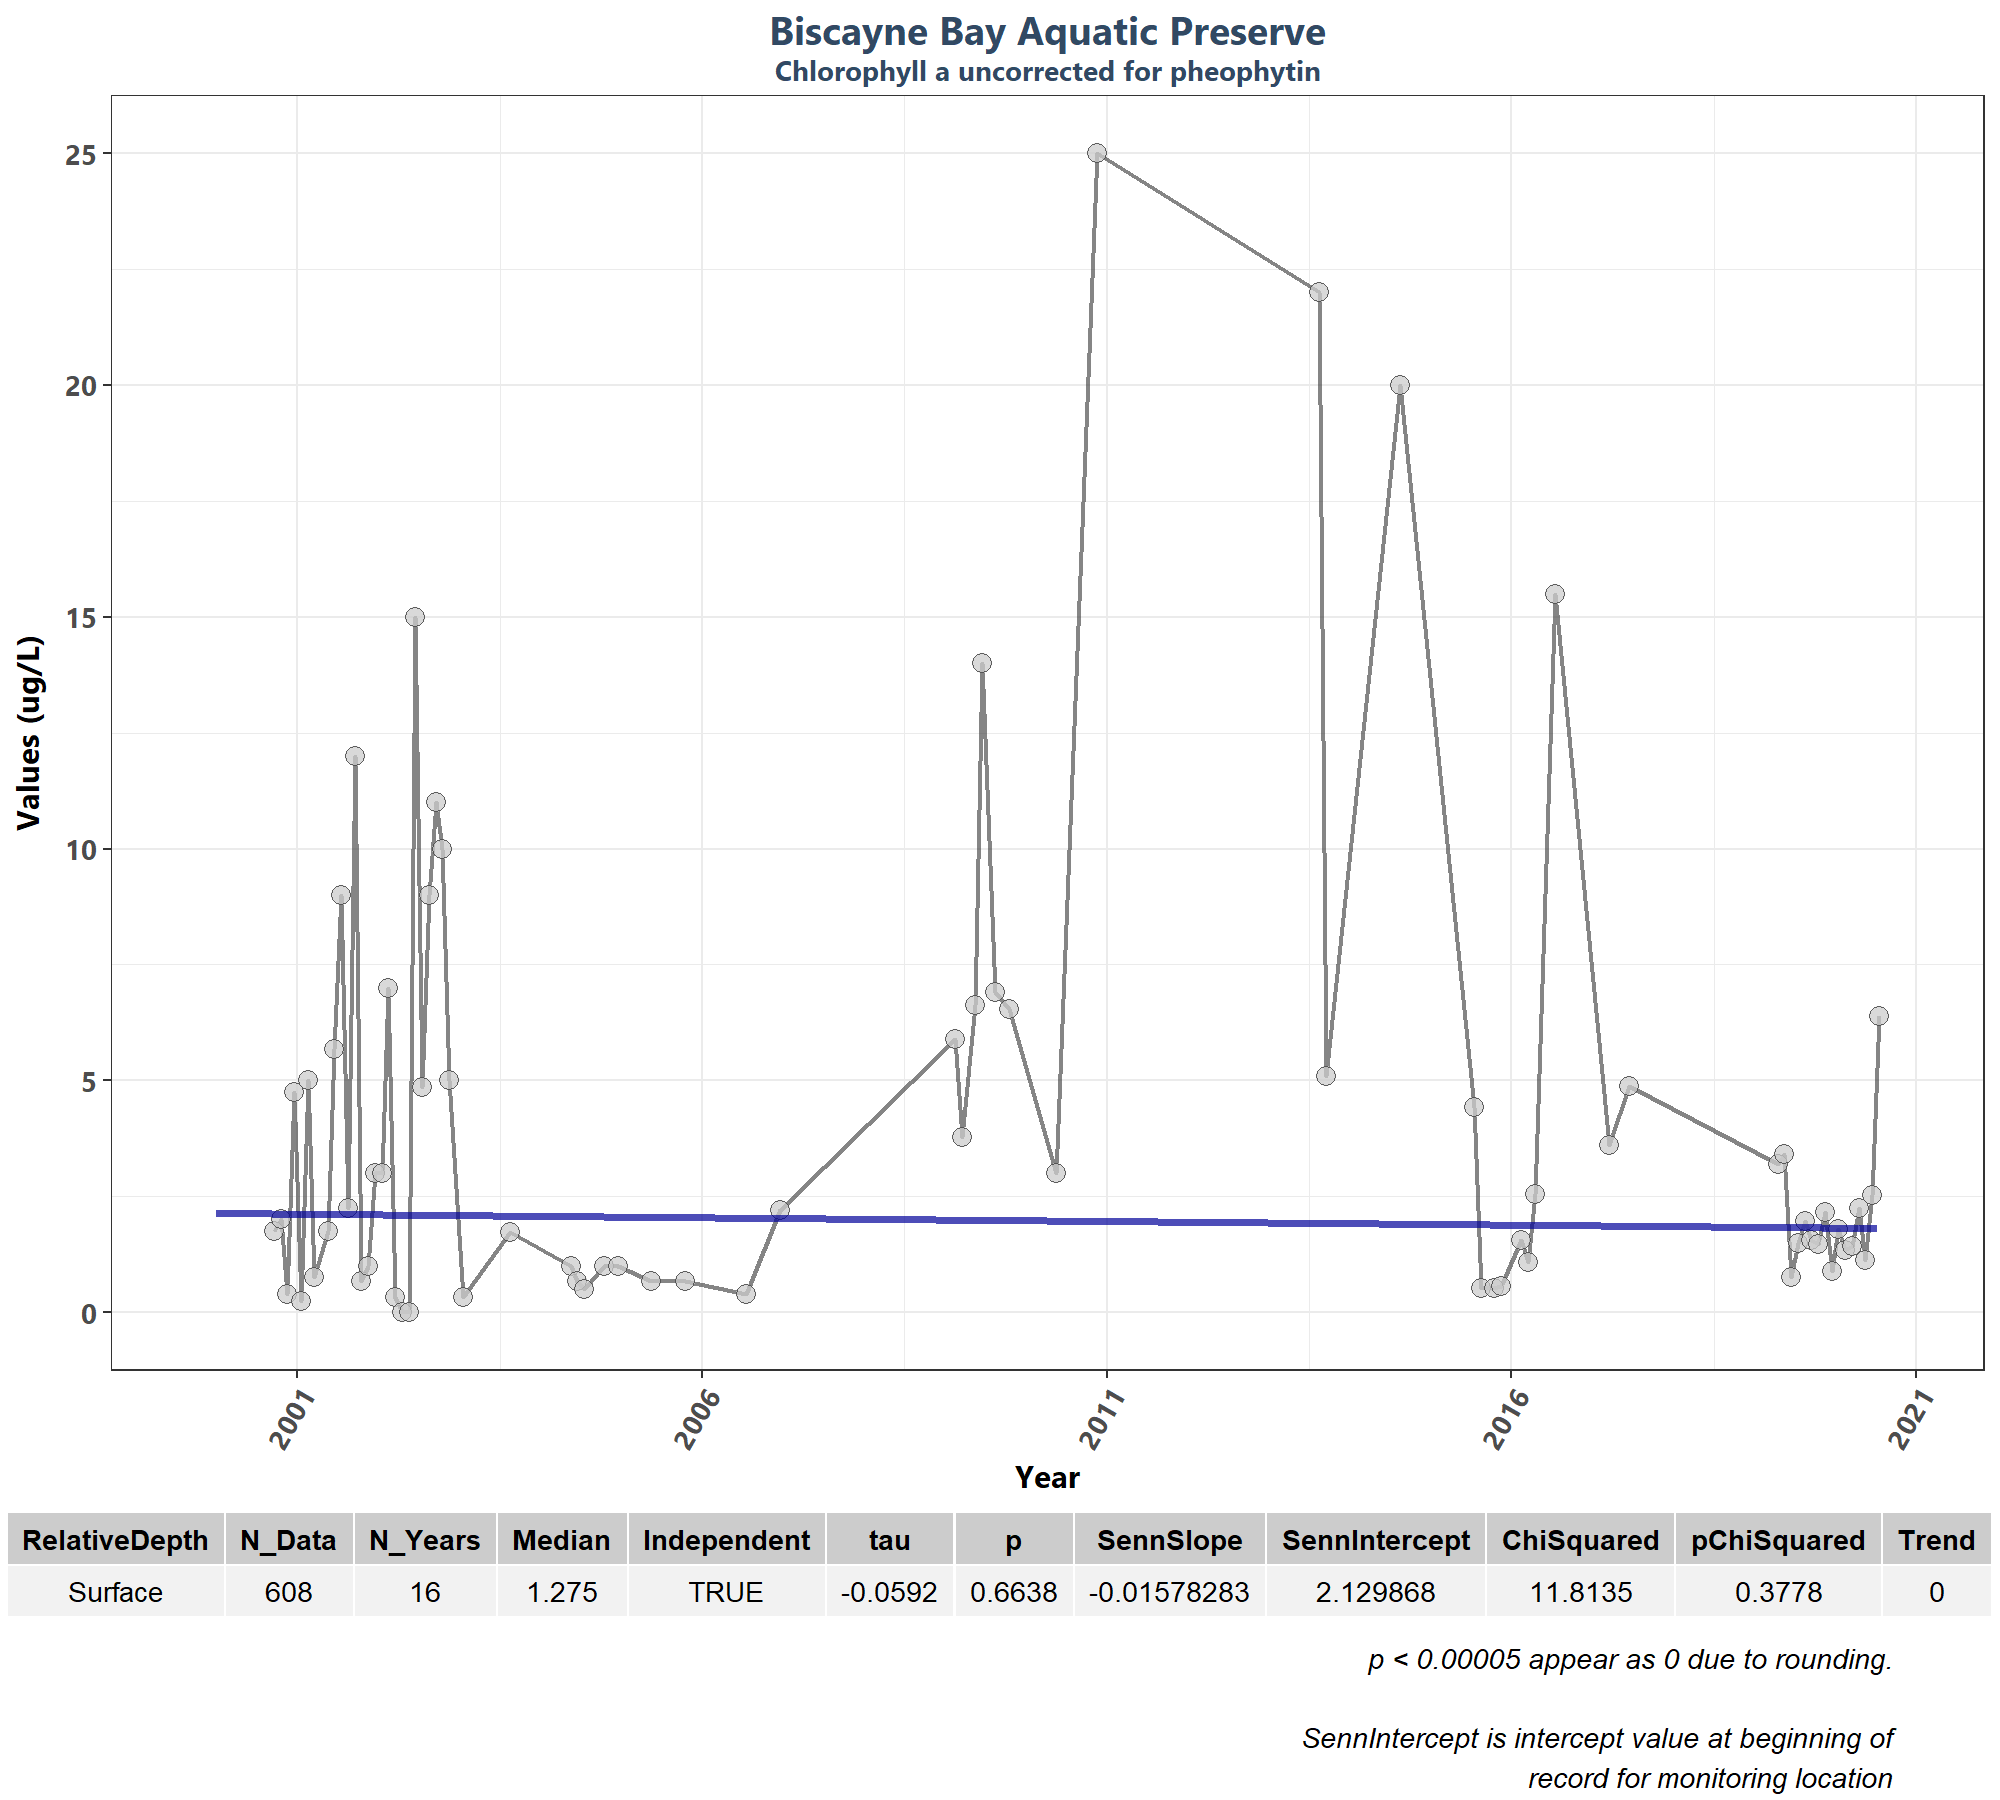 Biscayne Bay Aquatic Preserve
Chlorophyll a uncorrected for pheophytin
Values (ug/L)
25
20
15
10
5
0
2001 2006 2011 2016 2021
Year
RelativeDepth N_Data N_Years Median Independent tau p SennSlope SennIntercept ChiSquared pChiSquared Trend
Surface 608 16 1.275 TRUE -0.0592 0.6638 -0.01578283 2.129868 11.8135 0.3778 0
p < 0.00005 appear as 0 due to rounding.
SennIntercept is intercept value at beginning of
record for monitoring location